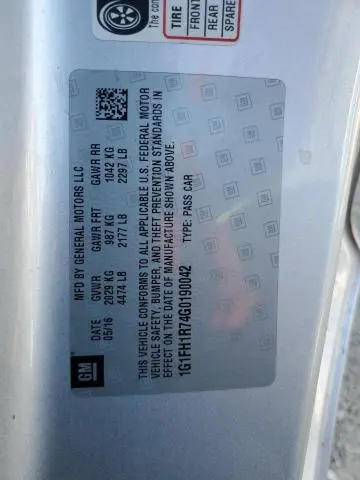 The con
TIRE
FRONT
REAR
SPARE
MFD BY GENERAL MOTORS LLC
DATE GVWR GAWR FRT GAWR RR
05/16 2029 KG 987 KG 1042 KG
4474 LB 2177 LB 2297 LB
THIS VEHICLE CONFORMS TO ALL APPLICABLE U.S. FEDERAL MOTOR
VEHICLE SAFETY, BUMPER, AND THEFT PREVENTION STANDARDS IN
EFFECT ON THE DATE OF MANUFACTURE SHOWN ABOVE.
1G1FH1R74G0190042 TYPE: PASS CAR
GM